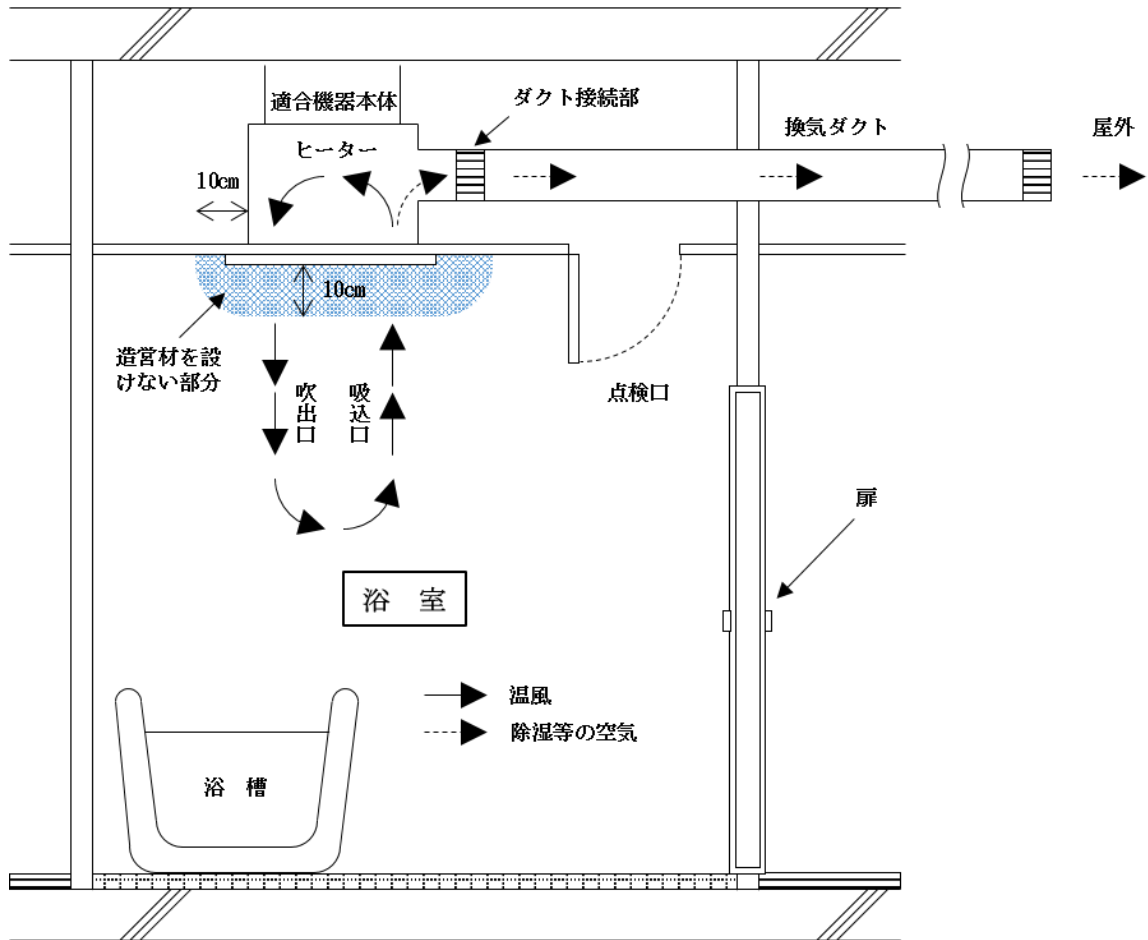 適合機器本体
ダクト接続部
換気ダクト
屋外
ヒーター
10cm
10cm
造営材を設
けない部分
吹出口
吸込口
点検口
扉
浴 室
温風
除湿等の空気
浴 槽